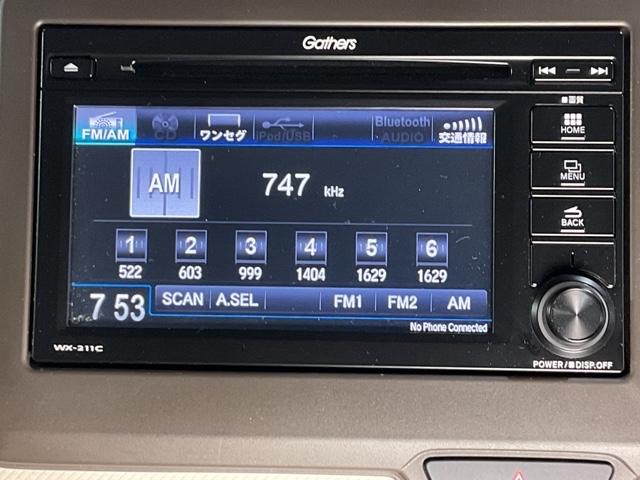 Gathers
■画質
FM/AM CD ワンセグ iPod/USB Bluetooth AUDIO 交通情報
HOME
AM 747 kHz
MENU
BACK
1 2 3 4 5 6
522 603 999 1404 1629 1629
7 53 SCAN A.SEL FM1 FM2 AM
No Phone Connected
WX-211C
POWER/■DISP.OFF